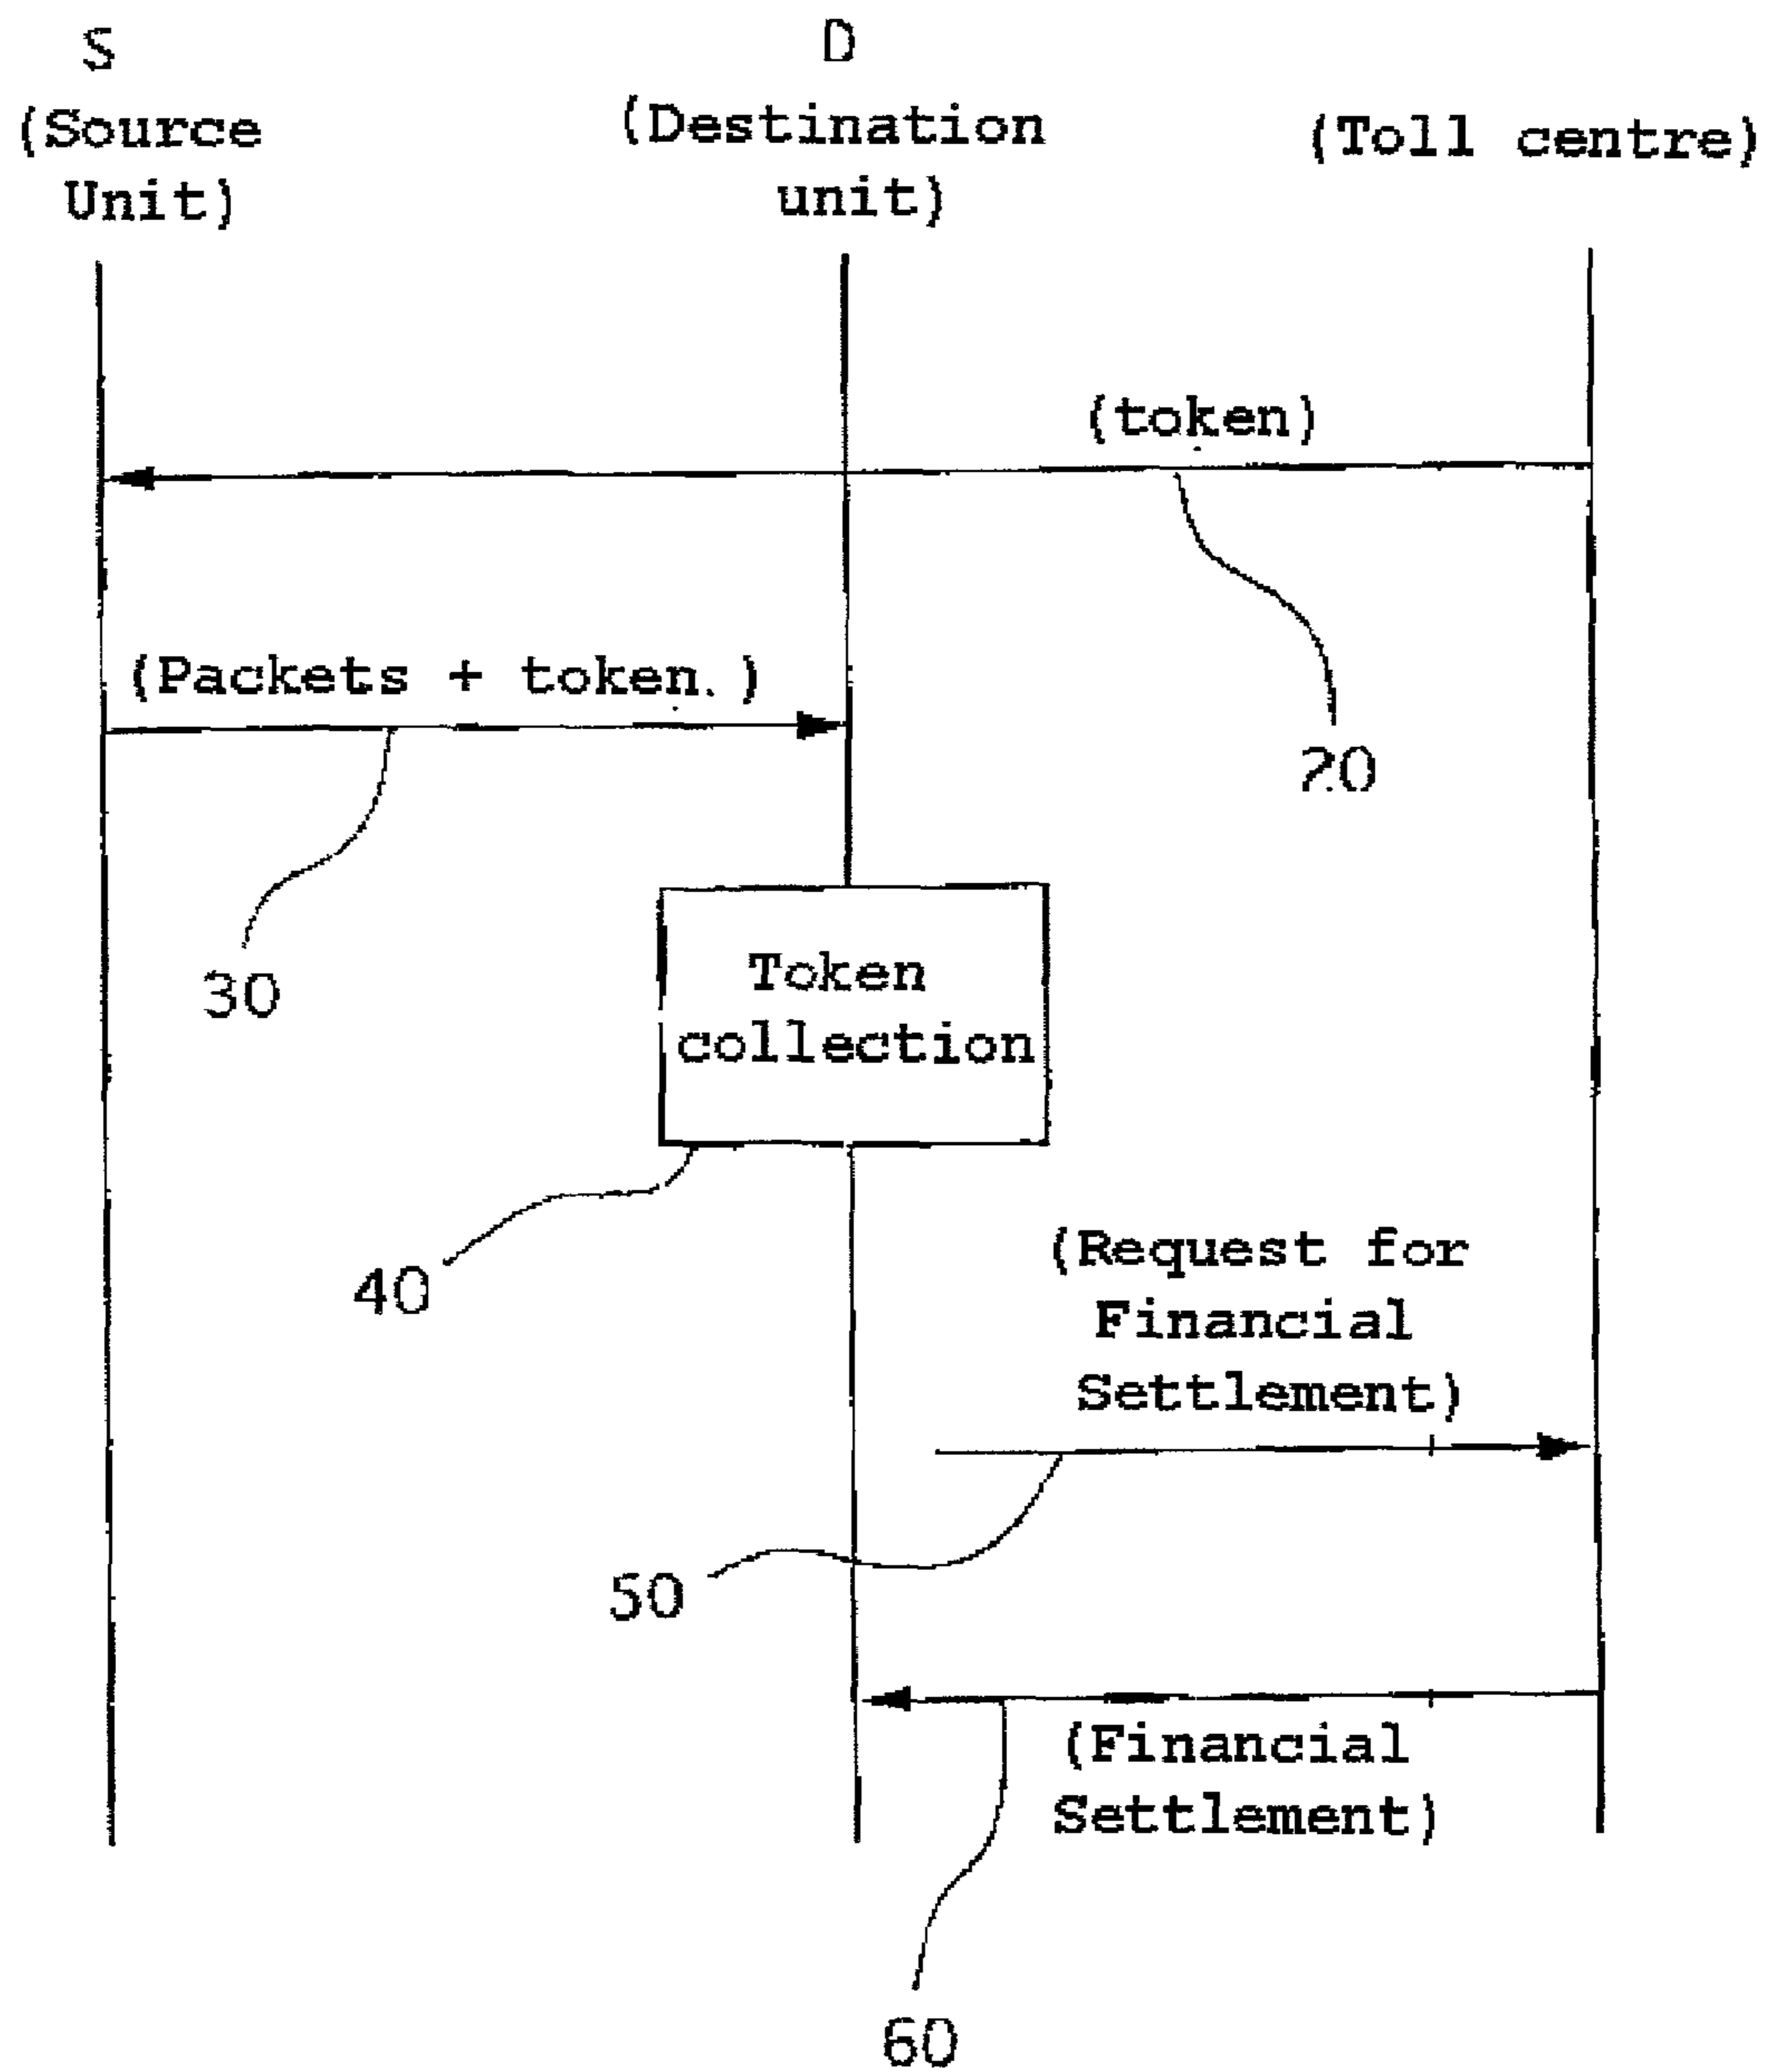 S
(Source
Unit)
D
(Destination
unit)
(Toll centre)
(token)
20
(Packets + token )
30
Token
collection
40
(Request for
Financial
Settlement)
50
(Financial
Settlement)
60